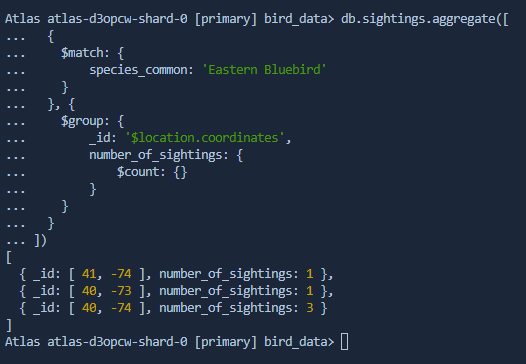 Atlas atlas-d3opcw-shard-0 [primary] bird_data> db.sightings.aggregate([
...   {
...     $match: {
...         species_common: 'Eastern Bluebird'
...     }
...   }, {
...     $group: {
...         _id: '$location.coordinates',
...         number_of_sightings: {
...             $count: {}
...         }
...     }
...   }
... ])
[
  { _id: [ 41, -74 ], number_of_sightings: 1 },
  { _id: [ 40, -73 ], number_of_sightings: 1 },
  { _id: [ 40, -74 ], number_of_sightings: 3 }
]
Atlas atlas-d3opcw-shard-0 [primary] bird_data>